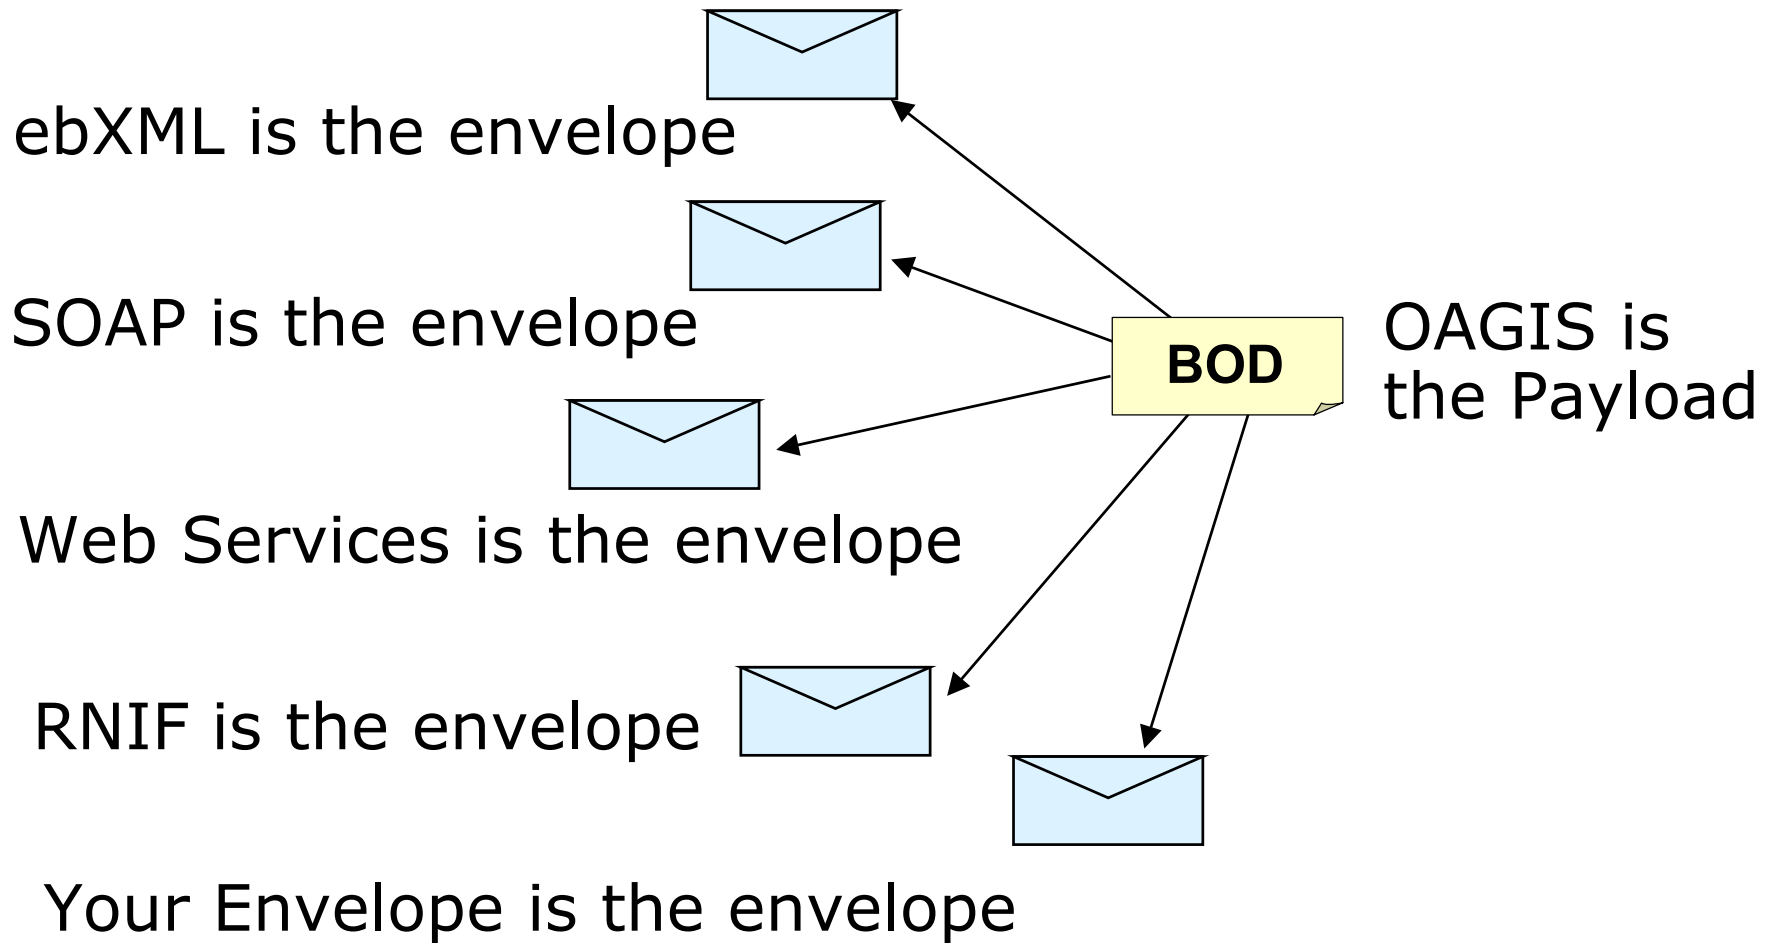 ebXML is the envelope
SOAP is the envelope
BOD
OAGIS is
the Payload
Web Services is the envelope
RNIF is the envelope
Your Envelope is the envelope